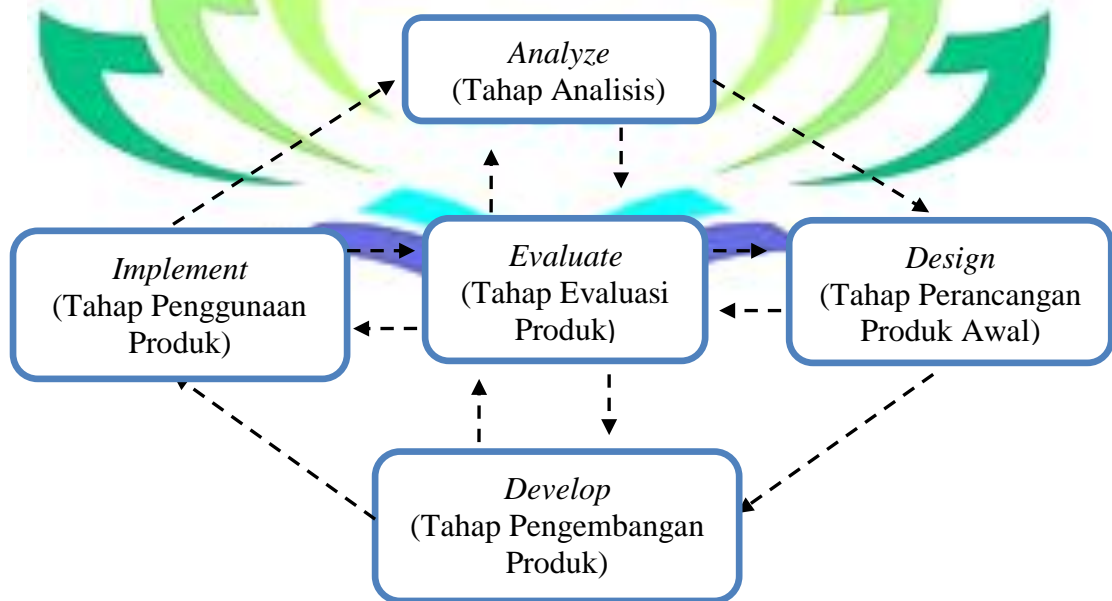 Analyze
(Tahap Analisis)
Implement
(Tahap Penggunaan
Produk)
Evaluate
(Tahap Evaluasi
Produk)
Design
(Tahap Perancangan
Produk Awal)
Develop
(Tahap Pengembangan
Produk)